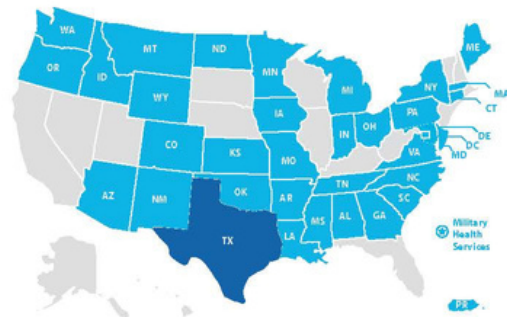 WA
MT
ND
OR
ID
WY
MN
MI
NY
ME
MA
CT
IA
PA
IN
OH
DE
DC
MD
CO
KS
MO
VA
AZ
NM
OK
AR
TN
NC
SC
MS
AL
GA
TX
LA
Military
Health
Services
PR